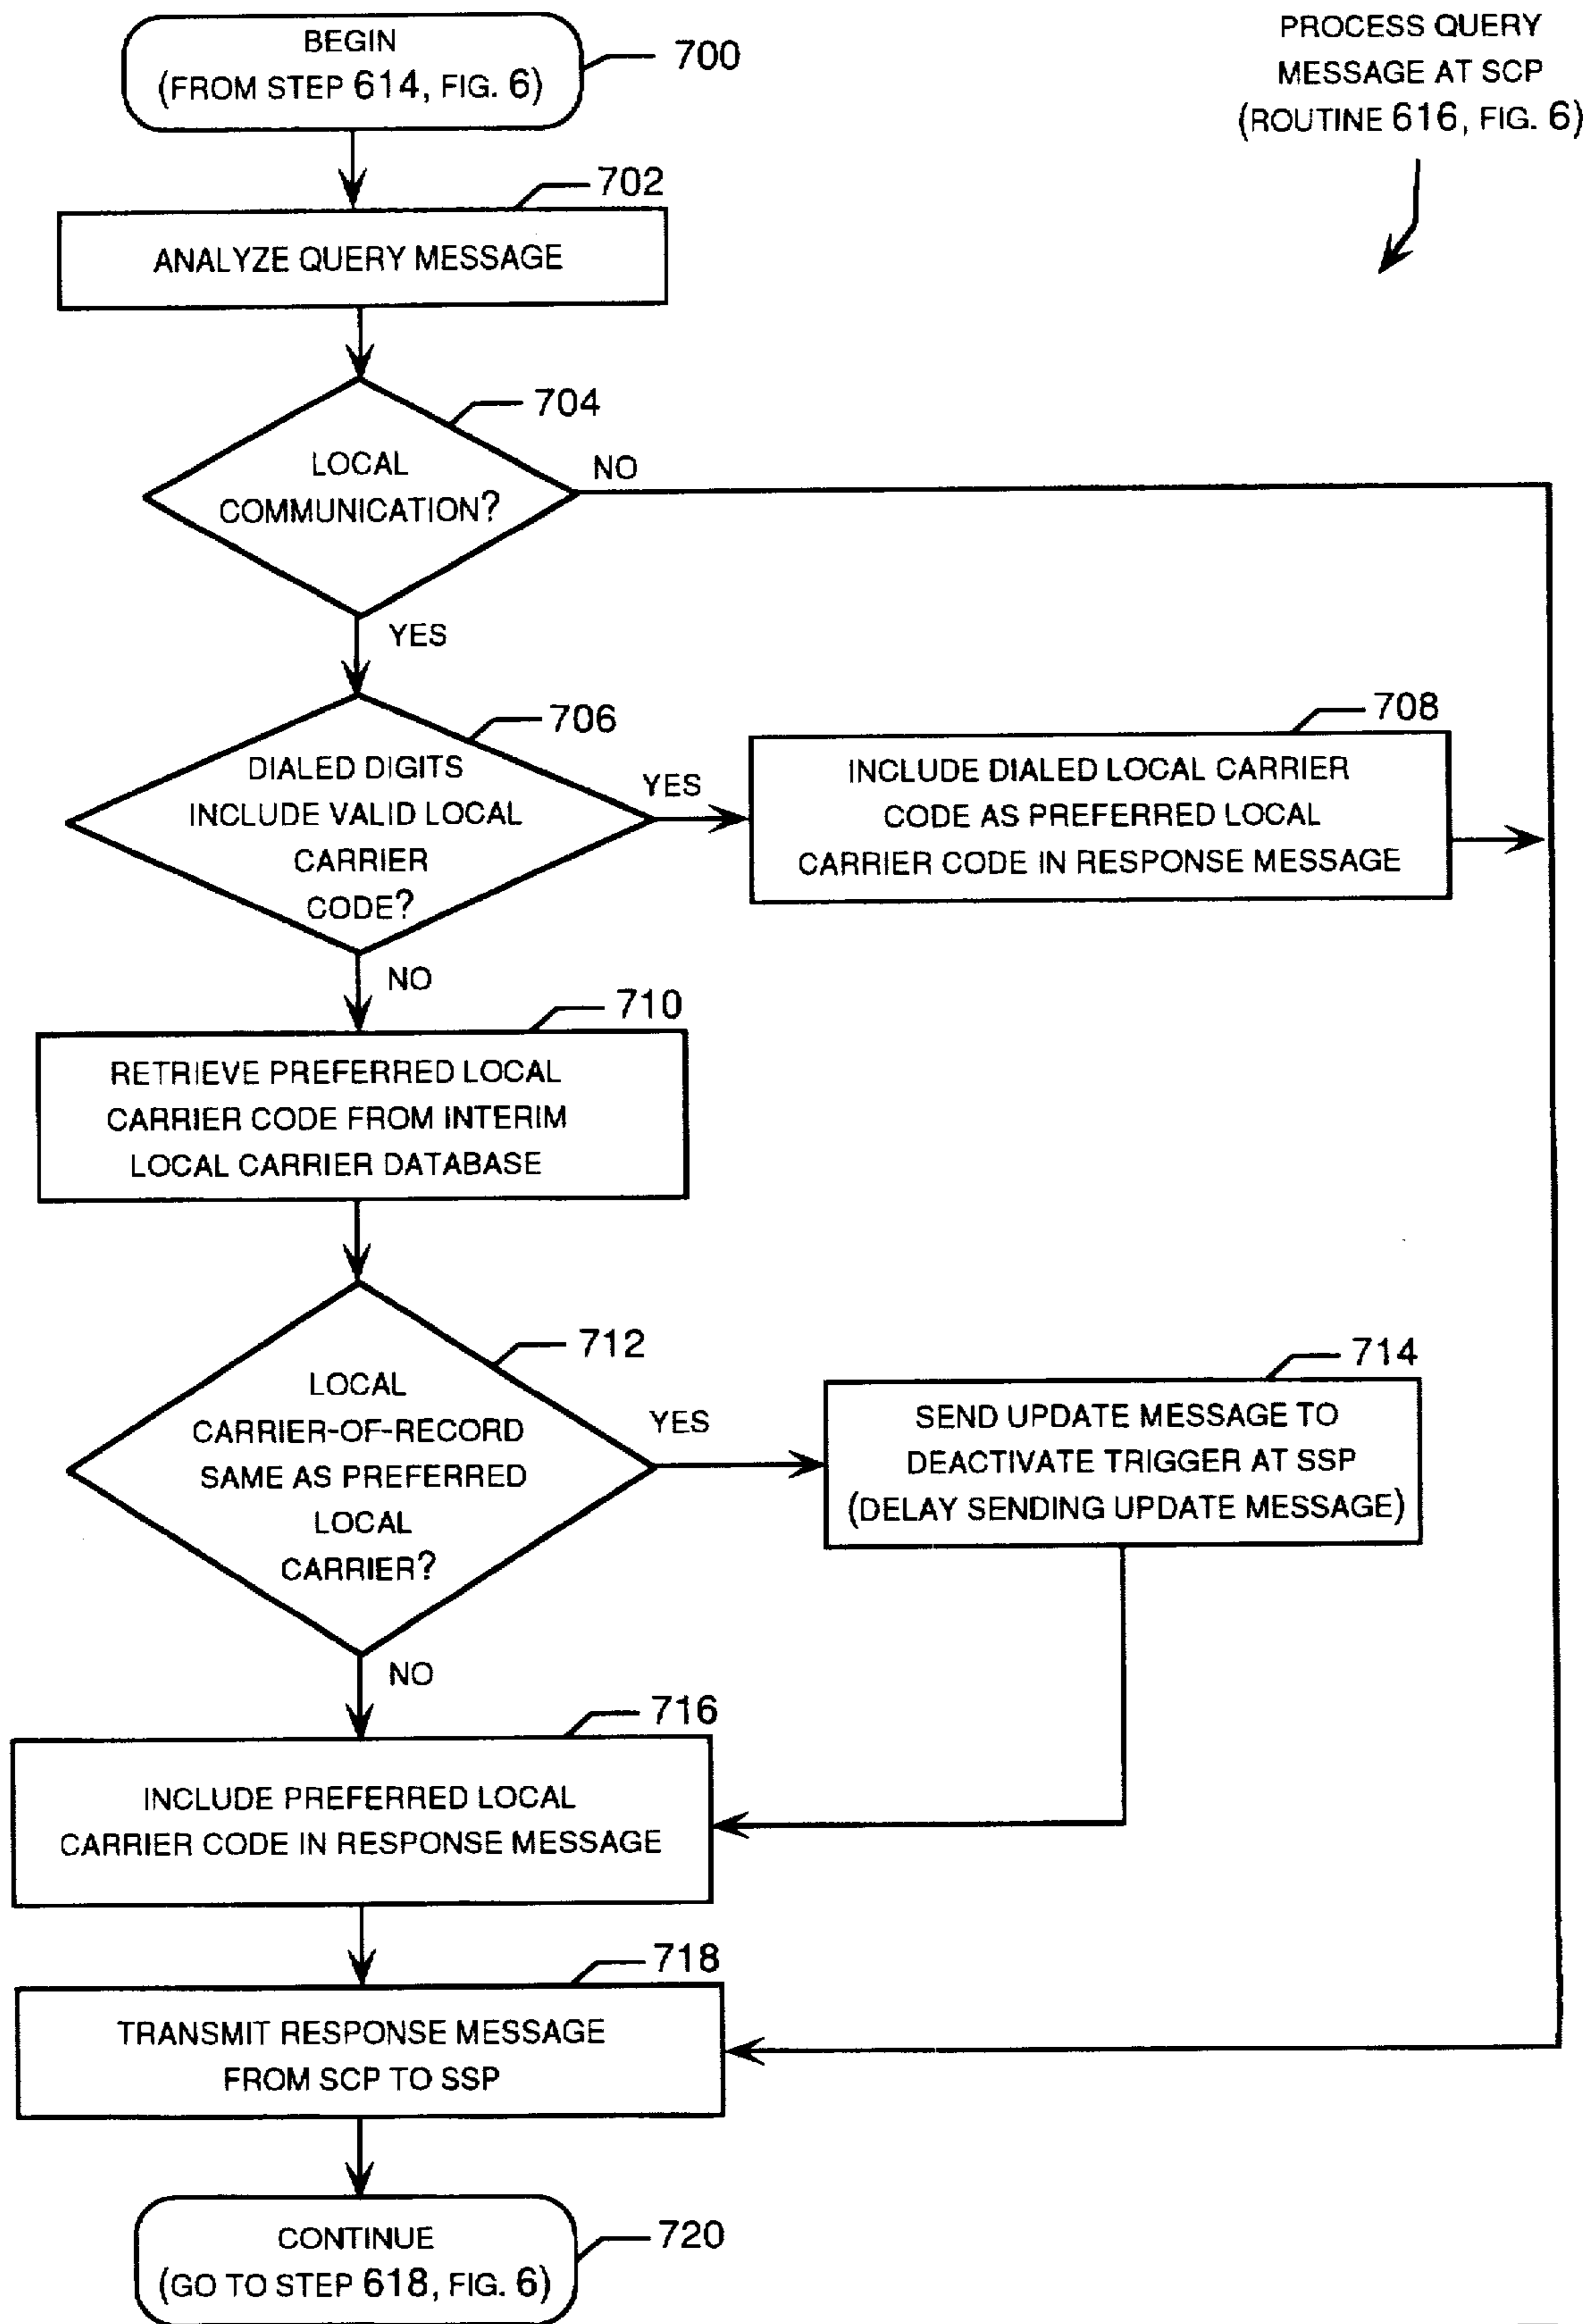 BEGIN
(FROM STEP 614, FIG. 6)
700
PROCESS QUERY
MESSAGE AT SCP
(ROUTINE 616, FIG. 6)
702
ANALYZE QUERY MESSAGE
704
LOCAL
COMMUNICATION?
NO
YES
706
DIALED DIGITS
INCLUDE VALID LOCAL
CARRIER
CODE?
YES
708
INCLUDE DIALED LOCAL CARRIER
CODE AS PREFERRED LOCAL
CARRIER CODE IN RESPONSE MESSAGE
NO
710
RETRIEVE PREFERRED LOCAL
CARRIER CODE FROM INTERIM
LOCAL CARRIER DATABASE
712
LOCAL
CARRIER-OF-RECORD
SAME AS PREFERRED
LOCAL
CARRIER?
YES
714
SEND UPDATE MESSAGE TO
DEACTIVATE TRIGGER AT SSP
(DELAY SENDING UPDATE MESSAGE)
NO
716
INCLUDE PREFERRED LOCAL
CARRIER CODE IN RESPONSE MESSAGE
718
TRANSMIT RESPONSE MESSAGE
FROM SCP TO SSP
CONTINUE
(GO TO STEP 618, FIG. 6)
720